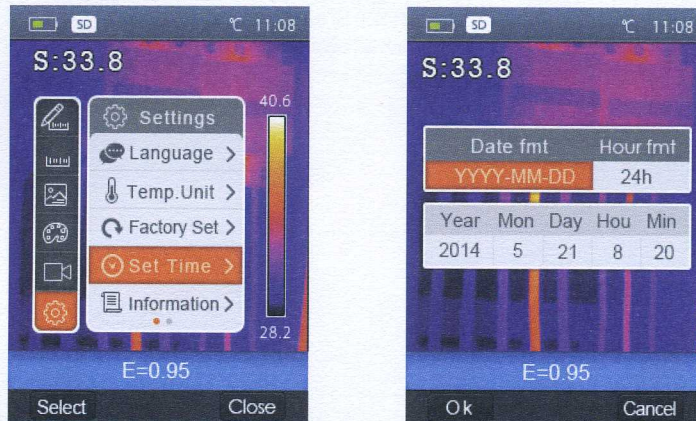 SD ℃ 11:08
S:33.8
40.6
Settings
Language >
Temp.Unit >
Factory Set >
Set Time >
Information >
28.2
E=0.95
Select Close
SD ℃ 11:08
S:33.8
Date fmt Hour fmt
YYYY-MM-DD 24h
Year Mon Day Hou Min
2014 5 21 8 20
E=0.95
Ok Cancel